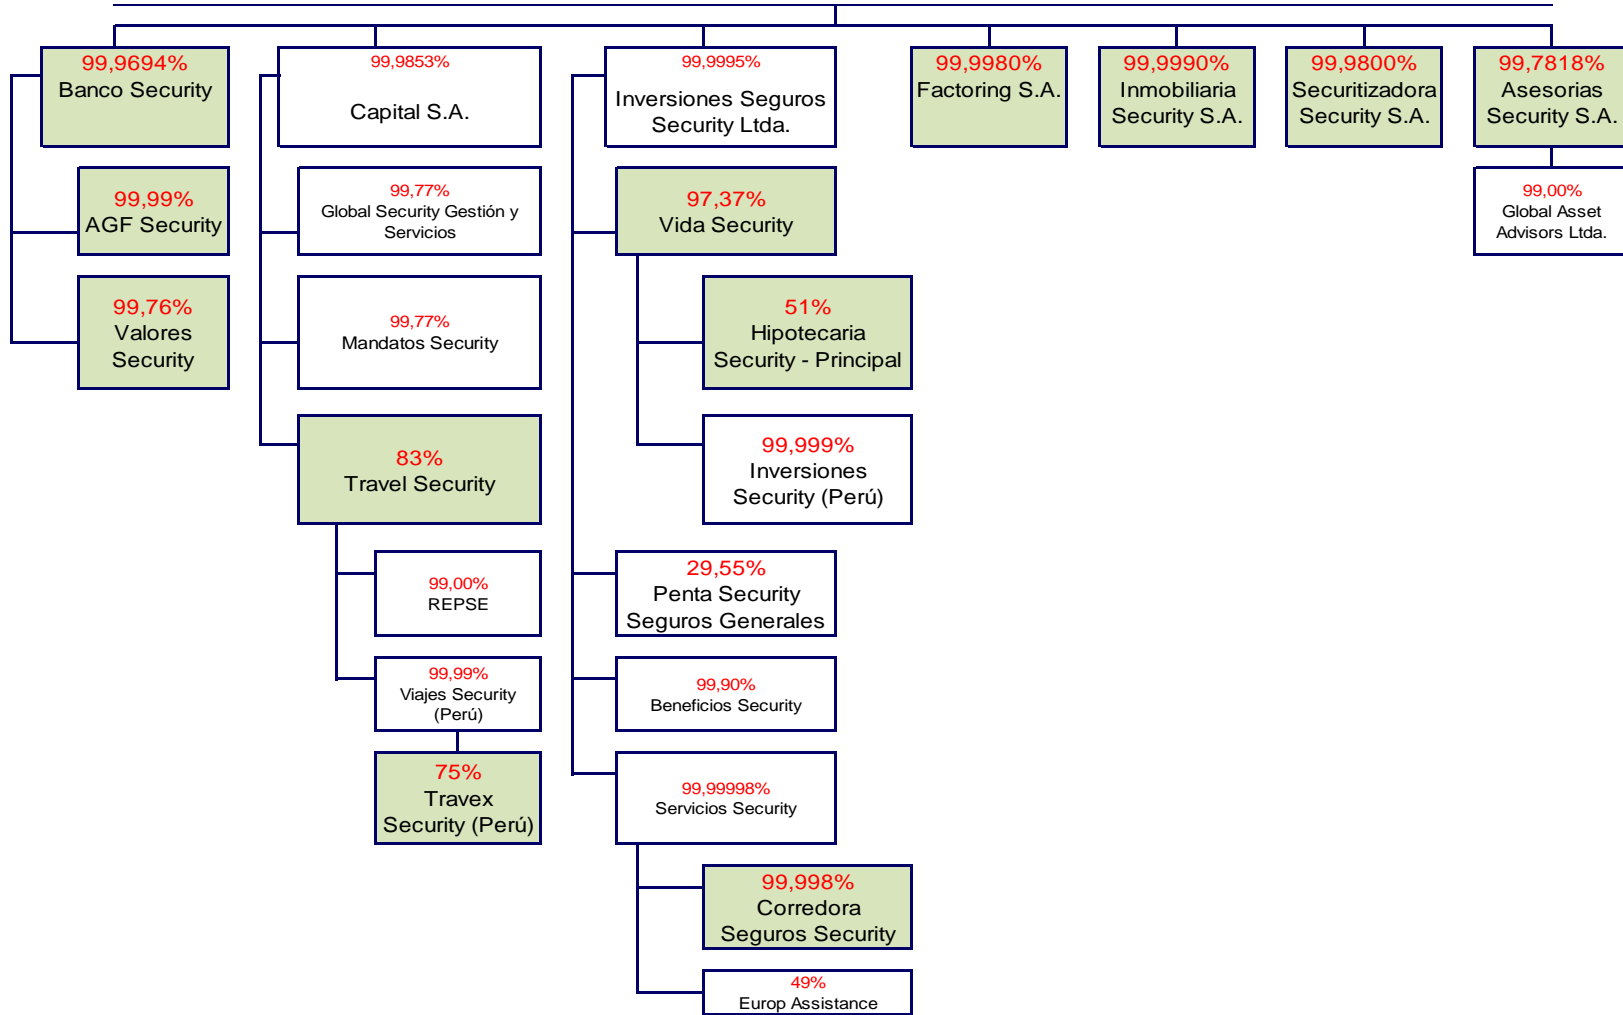 99,9694%
Banco Security
99,99%
AGF Security
99,76%
Valores
Security
99,9853%
Capital S.A.
99,77%
Global Security Gestión y
Servicios
99,77%
Mandatos Security
83%
Travel Security
99,00%
REPSE
99,99%
Viajes Security
(Perú)
75%
Travex
Security (Perú)
99,9995%
Inversiones Seguros
Security Ltda.
97,37%
Vida Security
51%
Hipotecaria
Security - Principal
99,999%
Inversiones
Security (Perú)
29,55%
Penta Security
Seguros Generales
99,90%
Beneficios Security
99,99998%
Servicios Security
99,998%
Corredora
Seguros Security
49%
Europ Assistance
99,9980%
Factoring S.A.
99,9990%
Inmobiliaria
Security S.A.
99,9800%
Securitizadora
Security S.A.
99,7818%
Asesorias
Security S.A.
99,00%
Global Asset
Advisors Ltda.